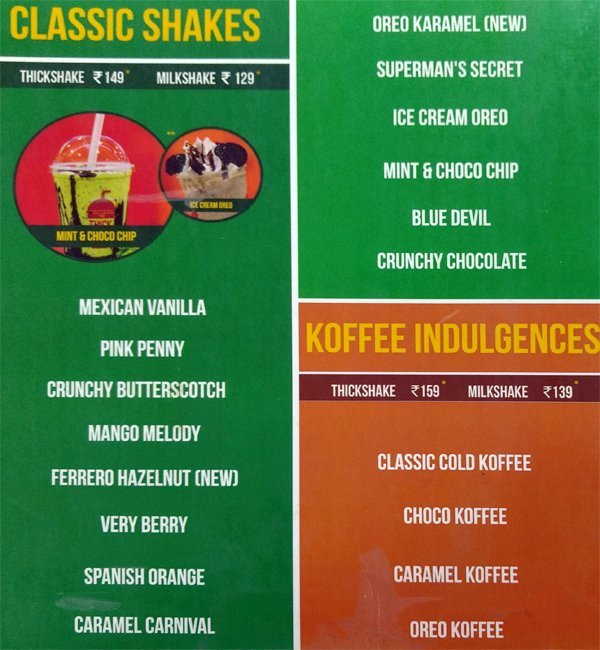 CLASSIC SHAKES
THICKSHAKE ₹149* MILKSHAKE ₹ 129*
THE
THICK
MINT & CHOCO CHIP
ICE CREAM OREO
MEXICAN VANILLA
PINK PENNY
CRUNCHY BUTTERSCOTCH
MANGO MELODY
FERRERO HAZELNUT (NEW)
VERY BERRY
SPANISH ORANGE
CARAMEL CARNIVAL
OREO KARAMEL (NEW)
SUPERMAN'S SECRET
ICE CREAM OREO
MINT & CHOCO CHIP
BLUE DEVIL
CRUNCHY CHOCOLATE
KOFFEE INDULGENCES
THICKSHAKE ₹159* MILKSHAKE ₹139*
CLASSIC COLD KOFFEE
CHOCO KOFFEE
CARAMEL KOFFEE
OREO KOFFEE